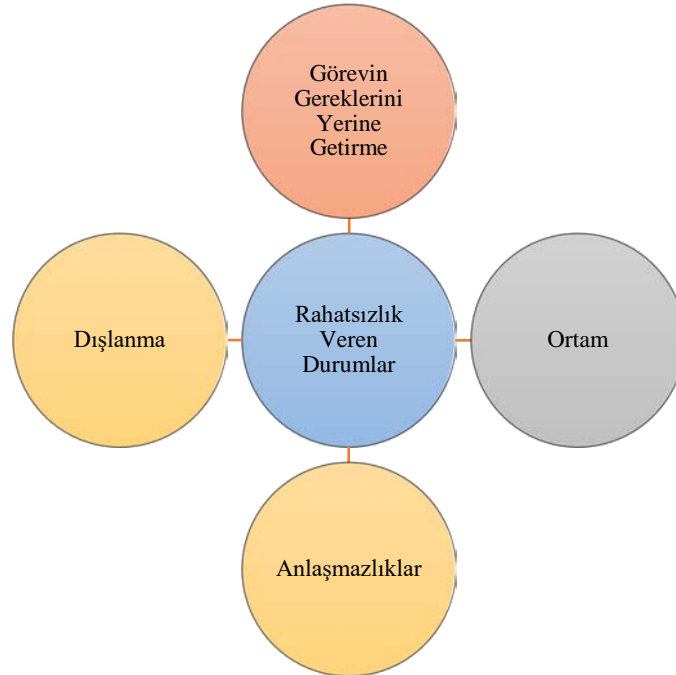 Görevin
Gereklerini
Yerine
Getirme
Dışlanma
Rahatsızlık
Veren
Durumlar
Ortam
Anlaşmazlıklar